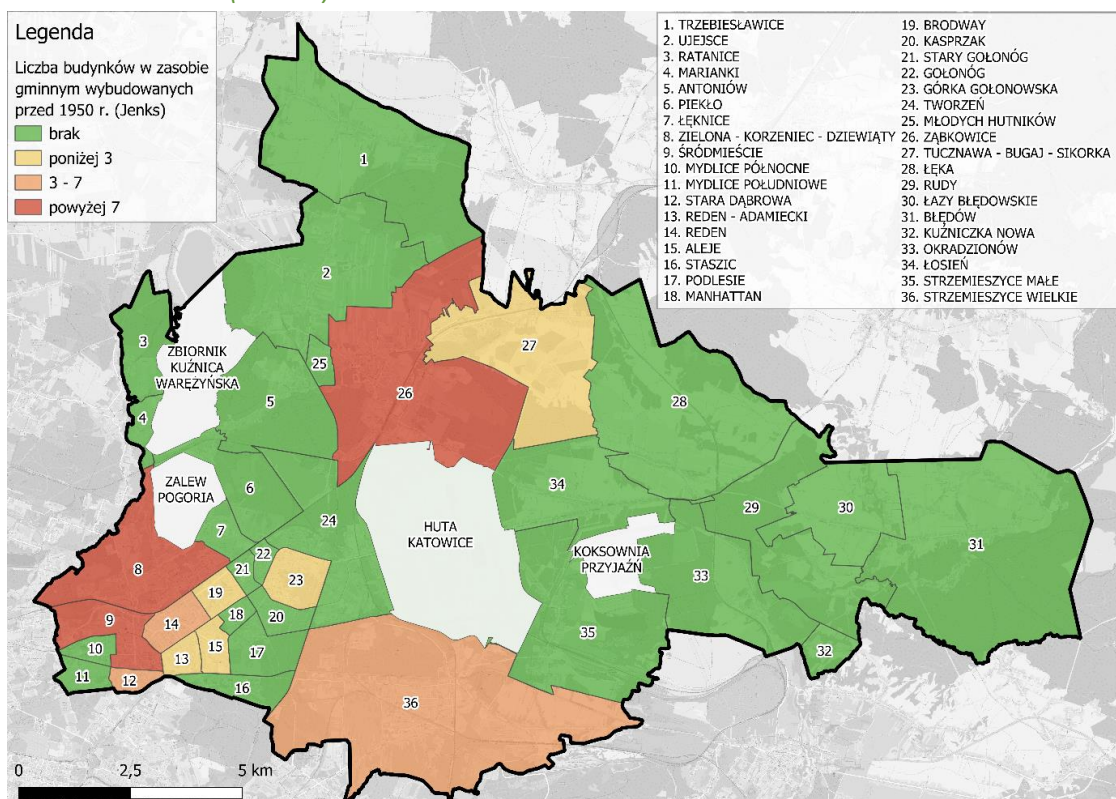 Legenda
Liczba budynków w zasobie
gminnym wybudowanych
przed 1950 r. (Jenks)
brak
poniżej 3
3 - 7
powyżej 7
1. TRZEBIESŁAWICE
2. UJEJSCE
3. RATANICE
4. MARIANKI
5. ANTONIÓW
6. PIEKŁO
7. ŁĘKNICE
8. ZIELONA - KORZENIEC - DZIEWIĄTY
9. ŚRÓDMIEŚCIE
10. MYDLICE PÓŁNOCNE
11. MYDLICE POŁUDNIOWE
12. STARA DĄBROWA
13. REDEN - ADAMIECKI
14. REDEN
15. ALEJE
16. STASZIC
17. PODLESIE
18. MANHATTAN
19. BRODWAY
20. KASPRZAK
21. STARY GOŁONÓG
22. GOŁONÓG
23. GÓRKA GOŁONOWSKA
24. TWORZEŃ
25. MŁODYCH HUTNIKÓW
26. ZĄBKOWICE
27. TUCZNAWA - BUGAJ - SIKORKA
28. ŁĘKA
29. RUDY
30. ŁAZY BŁĘDOWSKIE
31. BŁĘDÓW
32. KUŹNICZKA NOWA
33. OKRADZIONÓW
34. ŁOSIEŃ
35. STRZEMIESZYCE MAŁE
36. STRZEMIESZYCE WIELKIE
1
2
3
ZBIORNIK
KUŹNICA
WARĘŻYŃSKA
25
27
26
5
4
28
ZALEW
POGORIA
6
34
7
24
HUTA
KATOWICE
29
30
31
KOKSOWNIA
PRZYJAŹŃ
8
22
21
23
33
19
18
20
9
14
35
10
13
15
17
32
11
12
16
36
0
2,5
5 km